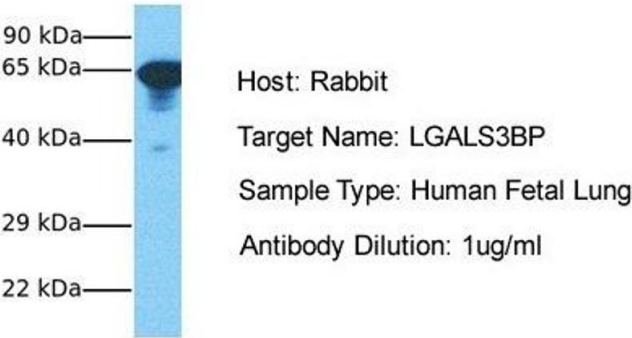 90 kDa
65 kDa
40 kDa
29 kDa
22 kDa
Host: Rabbit
Target Name: LGALS3BP
Sample Type: Human Fetal Lung
Antibody Dilution: 1ug/ml